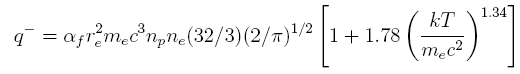 $q^- = \alpha_f r_e^2 m_e c^3 n_p n_e (32/3)(2/\pi)^{1/2} \left[ 1 + 1.78 \left( \frac{kT}{m_e c^2} \right)^{1.34} \right]$